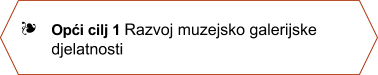 ❧ Opći cilj 1 Razvoj muzejsko galerijske
djelatnosti